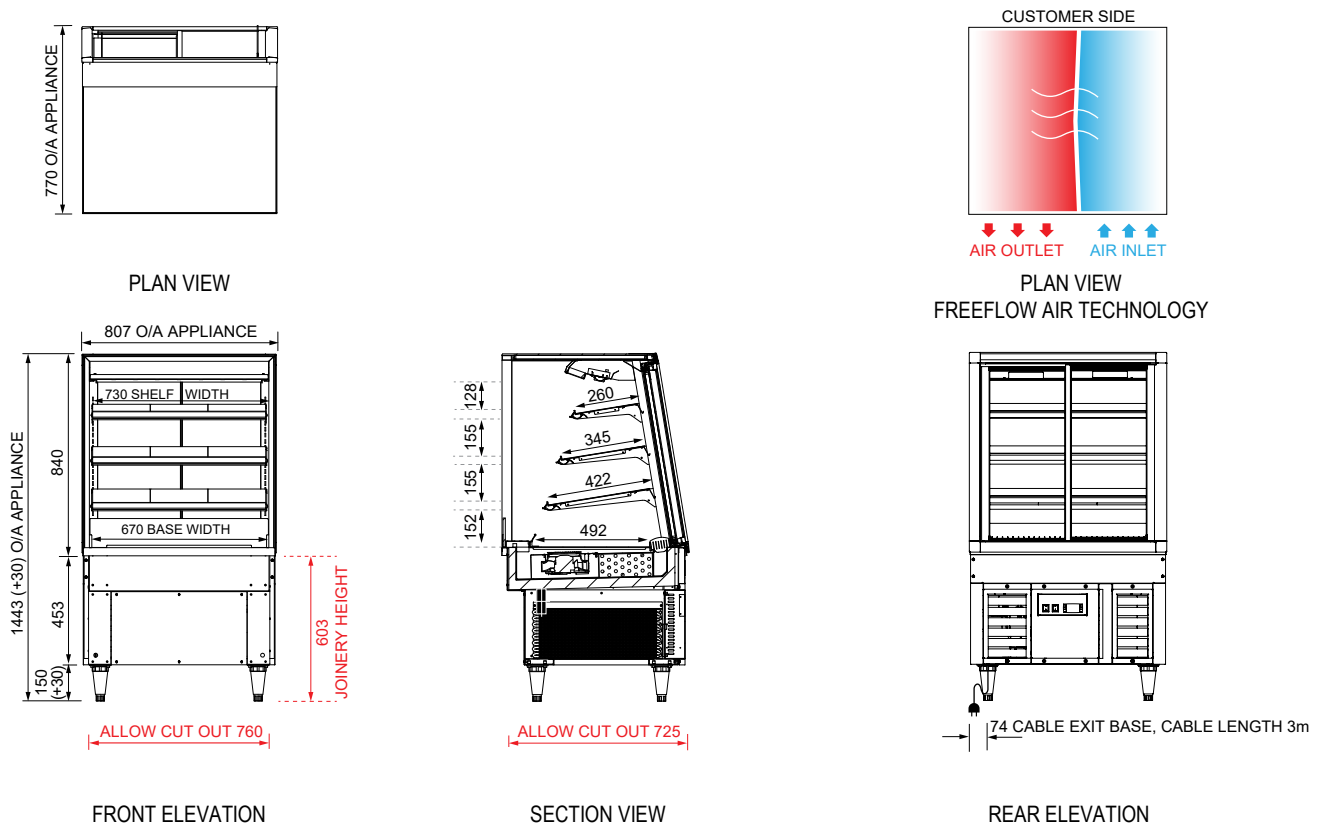 770 O/A APPLIANCE
PLAN VIEW
CUSTOMER SIDE
AIR OUTLET
AIR INLET
PLAN VIEW
FREEFLOW AIR TECHNOLOGY
807 O/A APPLIANCE
1443 (+30) O/A APPLIANCE
840
453
150
(+30)
730 SHELF WIDTH
670 BASE WIDTH
603
JOINERY HEIGHT
ALLOW CUT OUT 760
FRONT ELEVATION
128
155
155
152
260
345
422
492
ALLOW CUT OUT 725
SECTION VIEW
74 CABLE EXIT BASE, CABLE LENGTH 3m
REAR ELEVATION